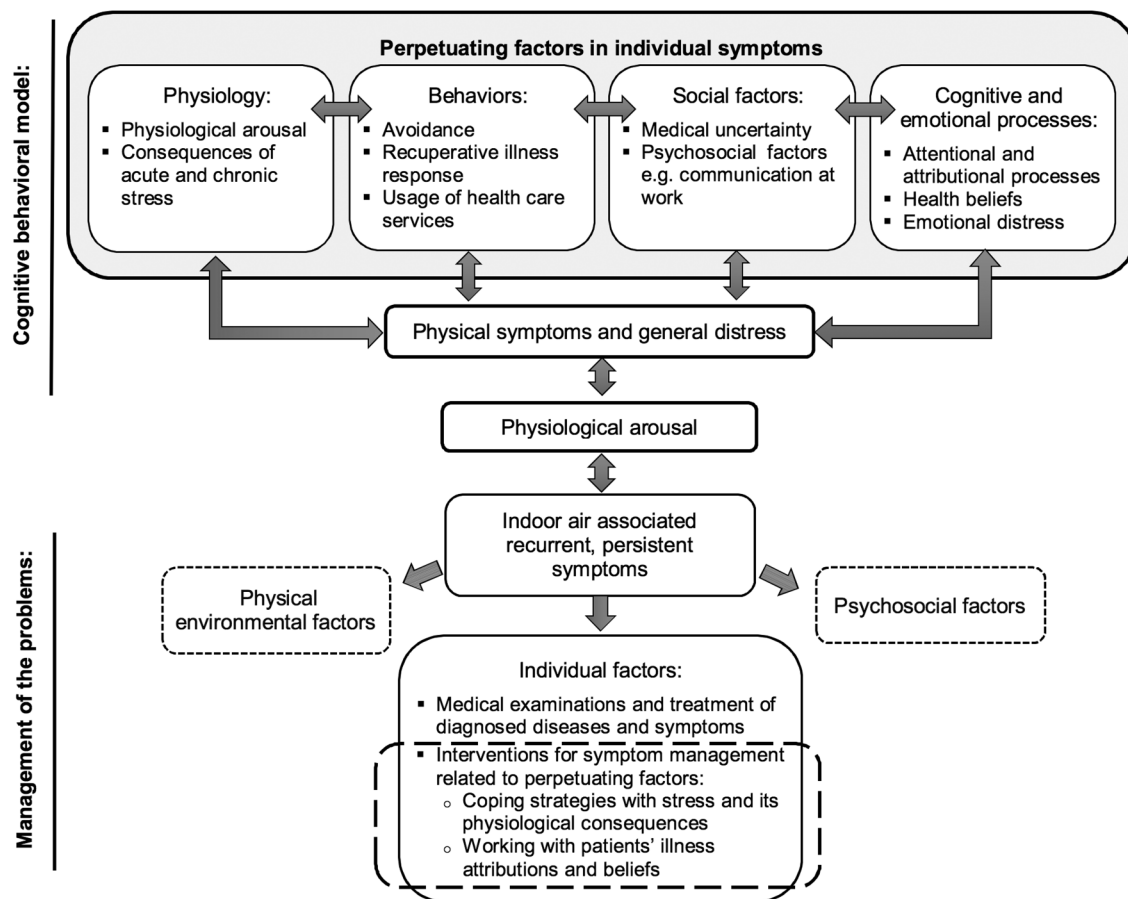 Cognitive behavioral model:
Perpetuating factors in individual symptoms
Physiology:
▪ Physiological arousal
▪ Consequences of
acute and chronic
stress
Behaviors:
▪ Avoidance
▪ Recuperative illness
response
▪ Usage of health care
services
Social factors:
▪ Medical uncertainty
▪ Psychosocial factors
e.g. communication at
work
Cognitive and
emotional processes:
▪ Attentional and
attributional processes
▪ Health beliefs
▪ Emotional distress
Physical symptoms and general distress
Physiological arousal
Management of the problems:
Indoor air associated
recurrent, persistent
symptoms
Physical
environmental factors
Psychosocial factors
Individual factors:
▪ Medical examinations and treatment of
diagnosed diseases and symptoms
▪ Interventions for symptom management
related to perpetuating factors:
○ Coping strategies with stress and its
physiological consequences
○ Working with patients' illness
attributions and beliefs